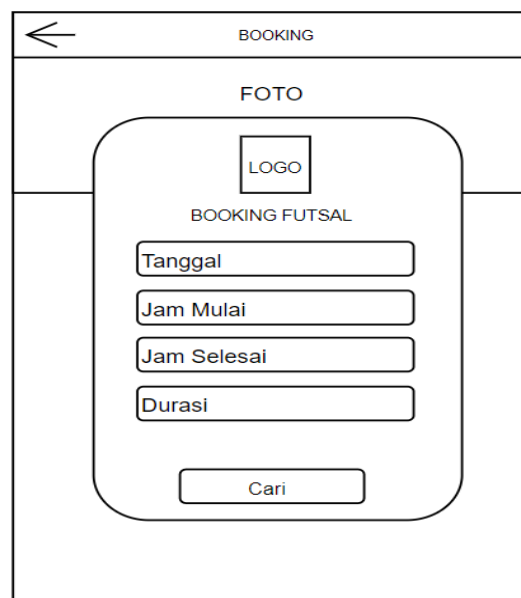 BOOKING
FOTO
LOGO
BOOKING FUTSAL
Tanggal
Jam Mulai
Jam Selesai
Durasi
Cari